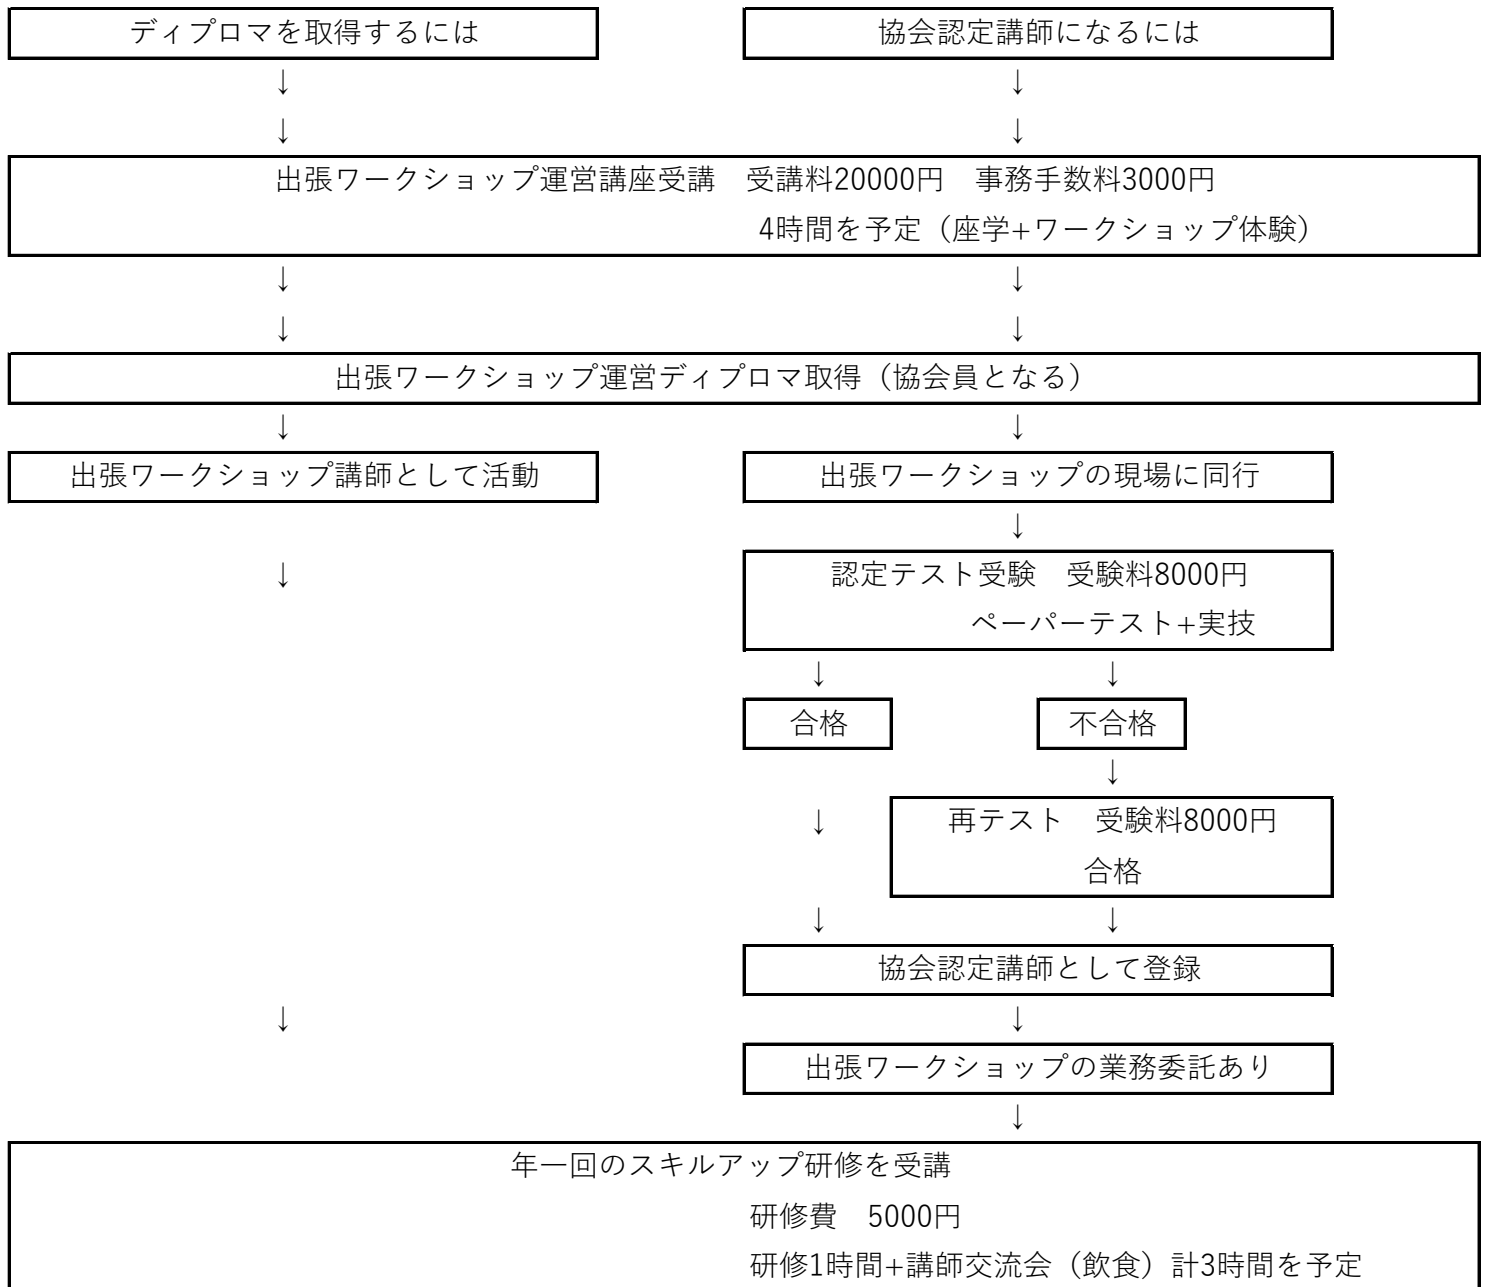 ディプロマを取得するには
協会認定講師になるには
↓ ↓
↓ ↓
出張ワークショップ運営講座受講　受講料20000円　事務手数料3000円
4時間を予定（座学+ワークショップ体験）
↓ ↓
↓ ↓
出張ワークショップ運営ディプロマ取得（協会員となる）
↓ ↓
出張ワークショップ講師として活動
出張ワークショップの現場に同行
↓
↓
認定テスト受験　受験料8000円
ペーパーテスト+実技
↓ ↓
合格
不合格
↓
↓
再テスト　受験料8000円
合格
↓ ↓
協会認定講師として登録
↓ ↓
出張ワークショップの業務委託あり
↓
年一回のスキルアップ研修を受講
研修費　5000円
研修1時間+講師交流会（飲食）計3時間を予定